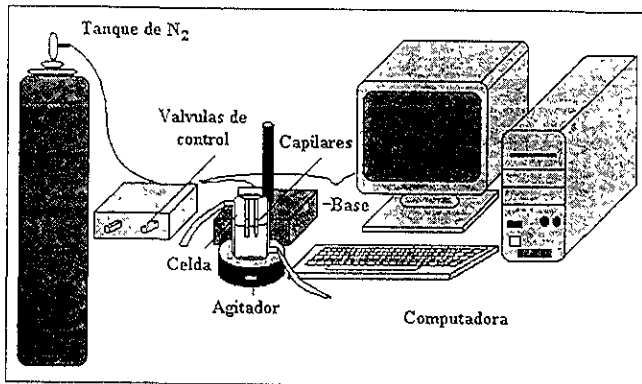 Tanque de N₂
Valvulas de
control
Capilares
-Base
Celda
Agitador
Computadora